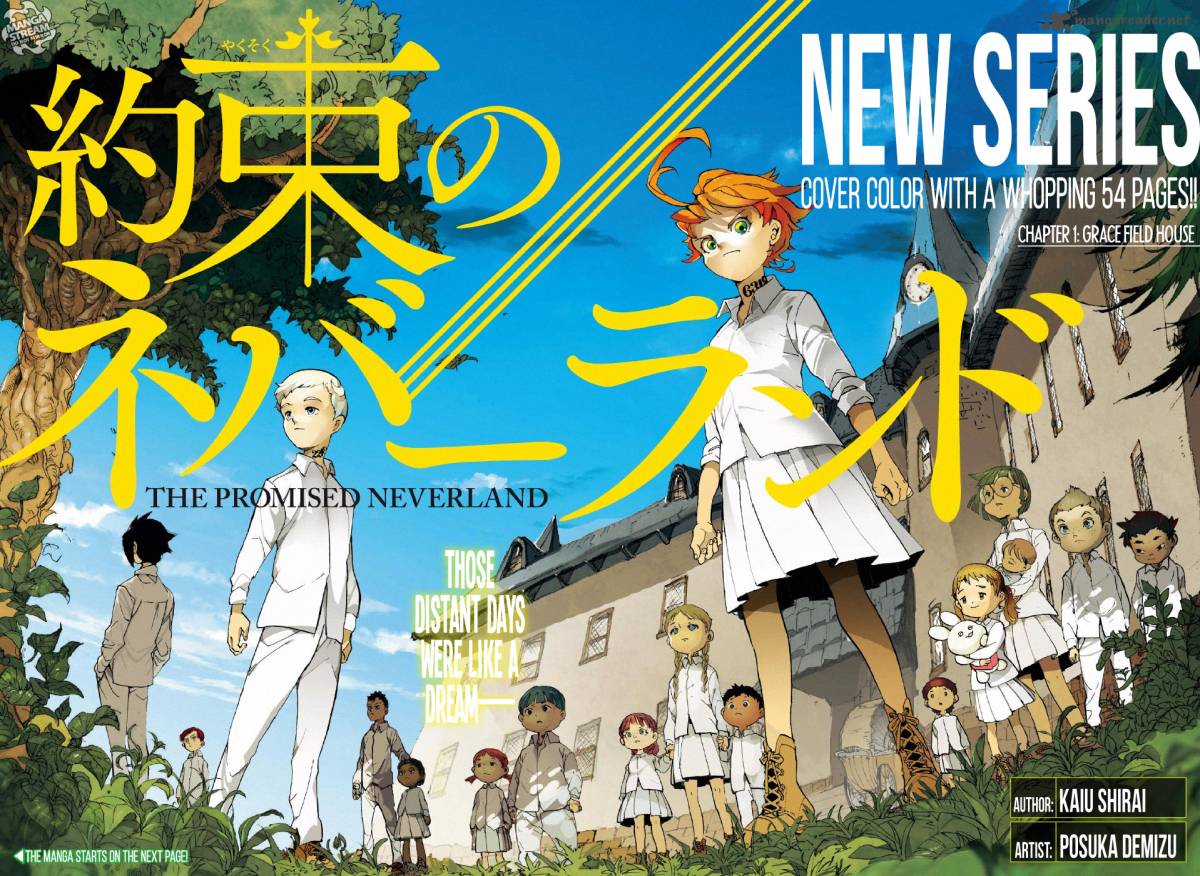 MANGA
STREAM
mangareader.net
やくそく
約束の
ネバーランド
THE PROMISED NEVERLAND
NEW SERIES
COVER COLOR WITH A WHOPPING 54 PAGES!!
CHAPTER 1: GRACE FIELD HOUSE
THOSE
DISTANT DAYS
WERE LIKE A
DREAM——
AUTHOR: KAIU SHIRAI
ARTIST: POSUKA DEMIZU
◀THE MANGA STARTS ON THE NEXT PAGE!